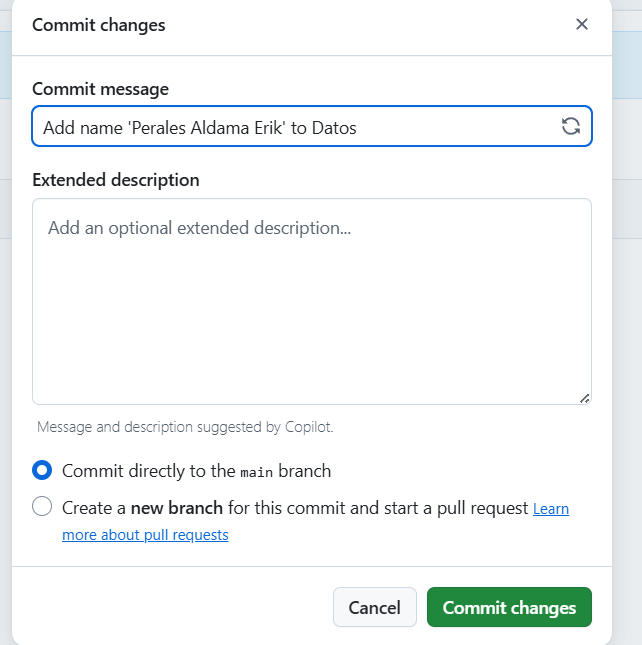 Commit changes
Commit message
Add name 'Perales Aldama Erik' to Datos
Extended description
Add an optional extended description...
Message and description suggested by Copilot.
Commit directly to the main branch
Create a new branch for this commit and start a pull request Learn
more about pull requests
Cancel
Commit changes